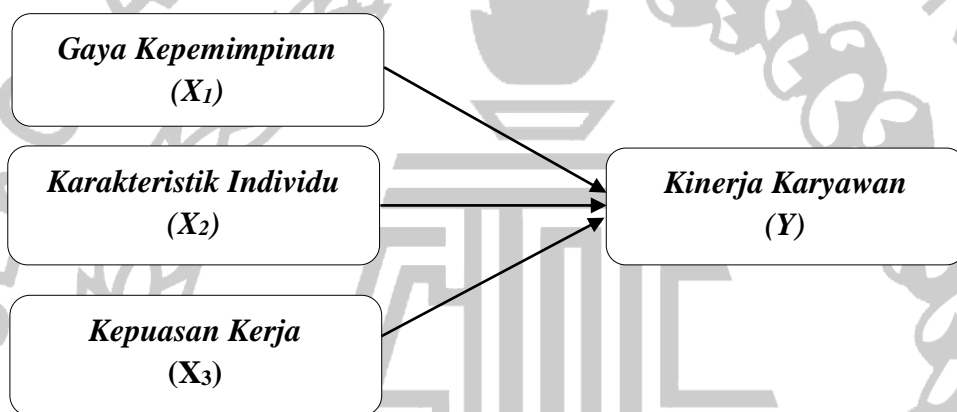 Gaya Kepemimpinan
(X₁)
Karakteristik Individu
(X₂)
Kepuasan Kerja
(X₃)
Kinerja Karyawan
(Y)